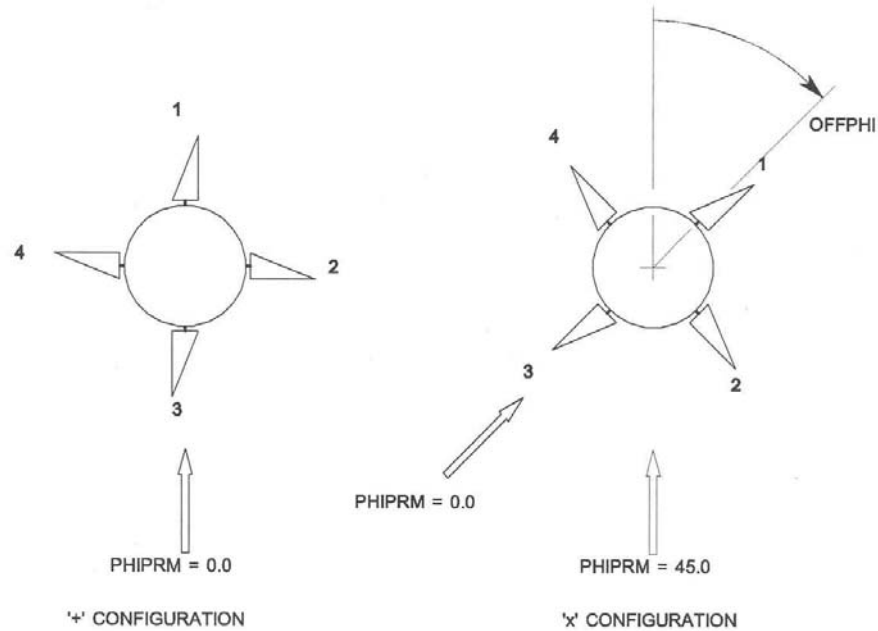 1
4
2
3
PHIPRM = 0.0
'+' CONFIGURATION
OFFPHI
4
1
3
2
PHIPRM = 0.0
PHIPRM = 45.0
'x' CONFIGURATION